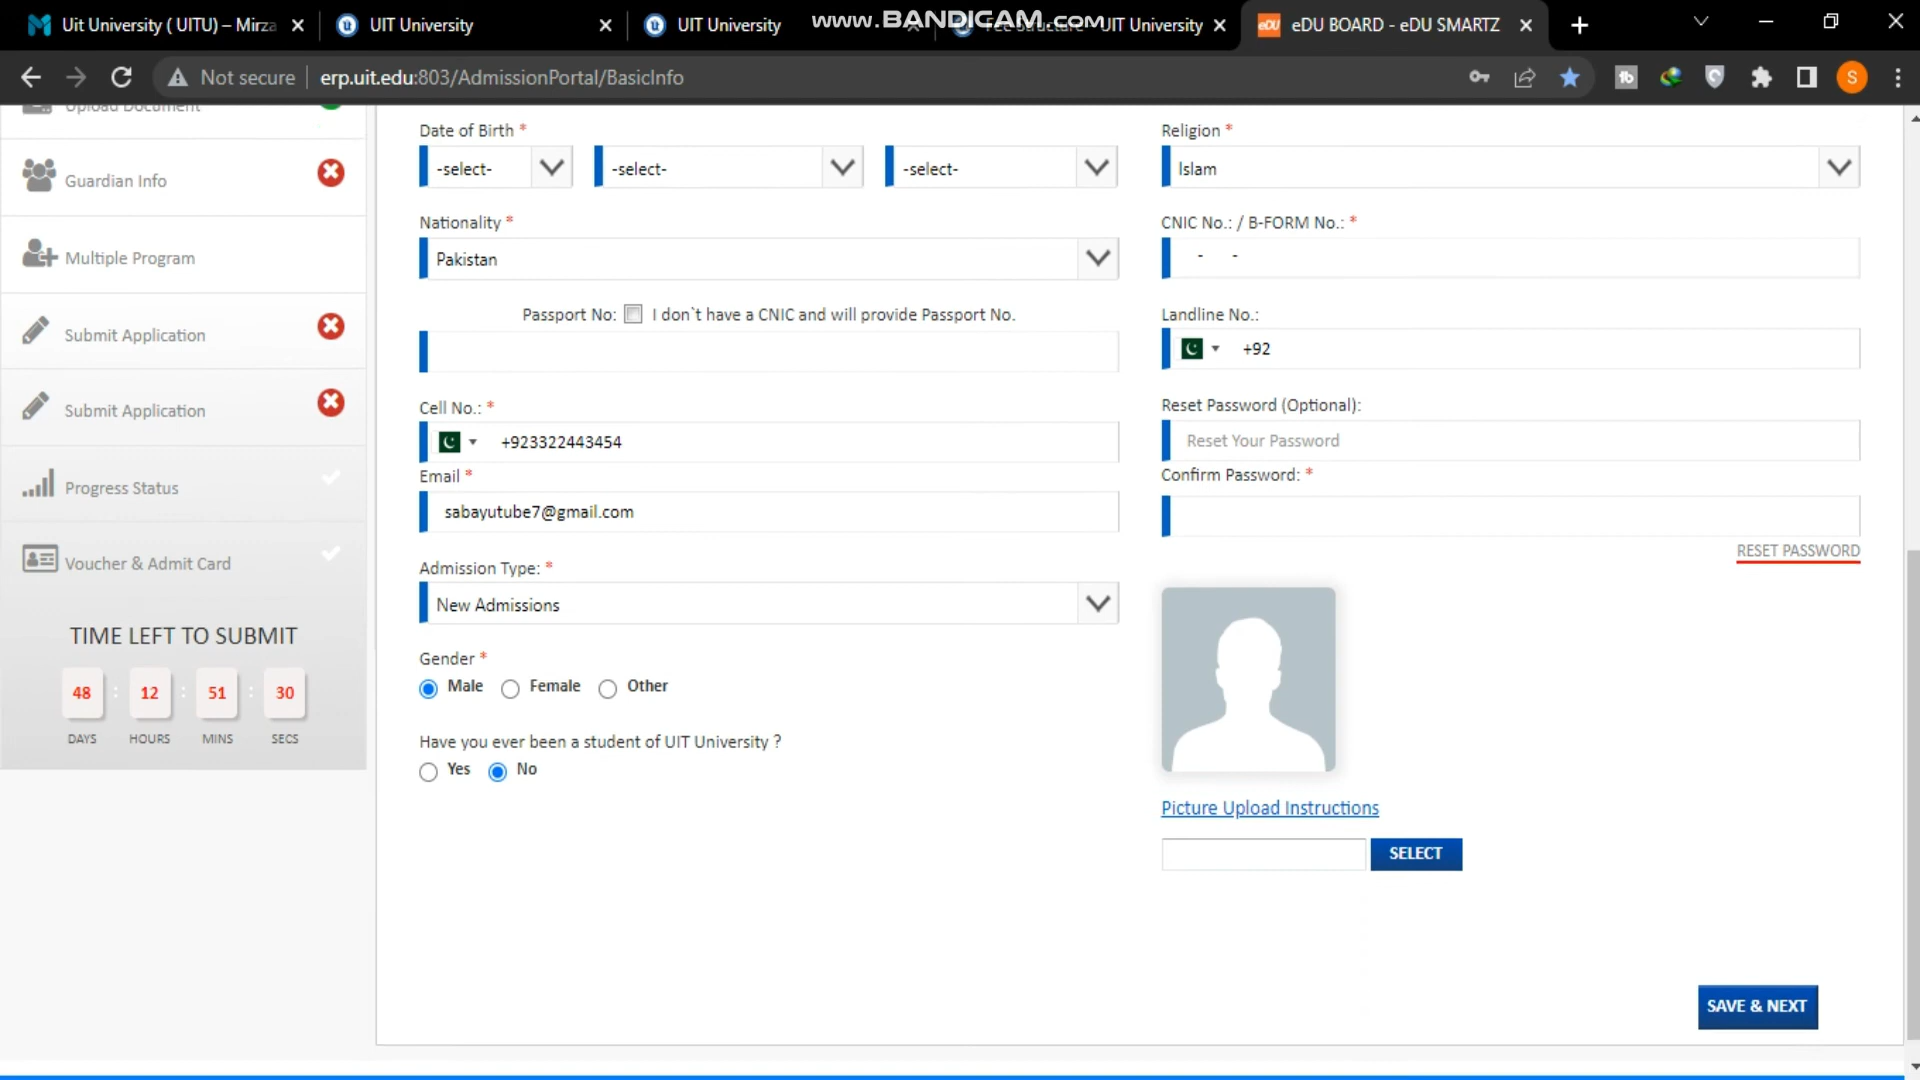 Uit University ( UITU) – Mirza
UIT University
UIT University
www.BANDICAM.com
Fee Structure - UIT University
eDU BOARD - eDU SMARTZ
Not secure
erp.uit.edu:803/AdmissionPortal/BasicInfo
S
Upload Document
Guardian Info
Multiple Program
Submit Application
Submit Application
Progress Status
Voucher & Admit Card
TIME LEFT TO SUBMIT
48 : 12 : 51 : 30
DAYS HOURS MINS SECS
Date of Birth *
-select- -select- -select-
Nationality *
Pakistan
Passport No: I don`t have a CNIC and will provide Passport No.
Cell No.: *
+923322443454
Email *
sabayutube7@gmail.com
Admission Type: *
New Admissions
Gender *
Male Female Other
Have you ever been a student of UIT University ?
Yes No
Religion *
Islam
CNIC No.: / B-FORM No.: *
- -
Landline No.:
+92
Reset Password (Optional):
Reset Your Password
Confirm Password: *
RESET PASSWORD
Picture Upload Instructions
SELECT
SAVE & NEXT